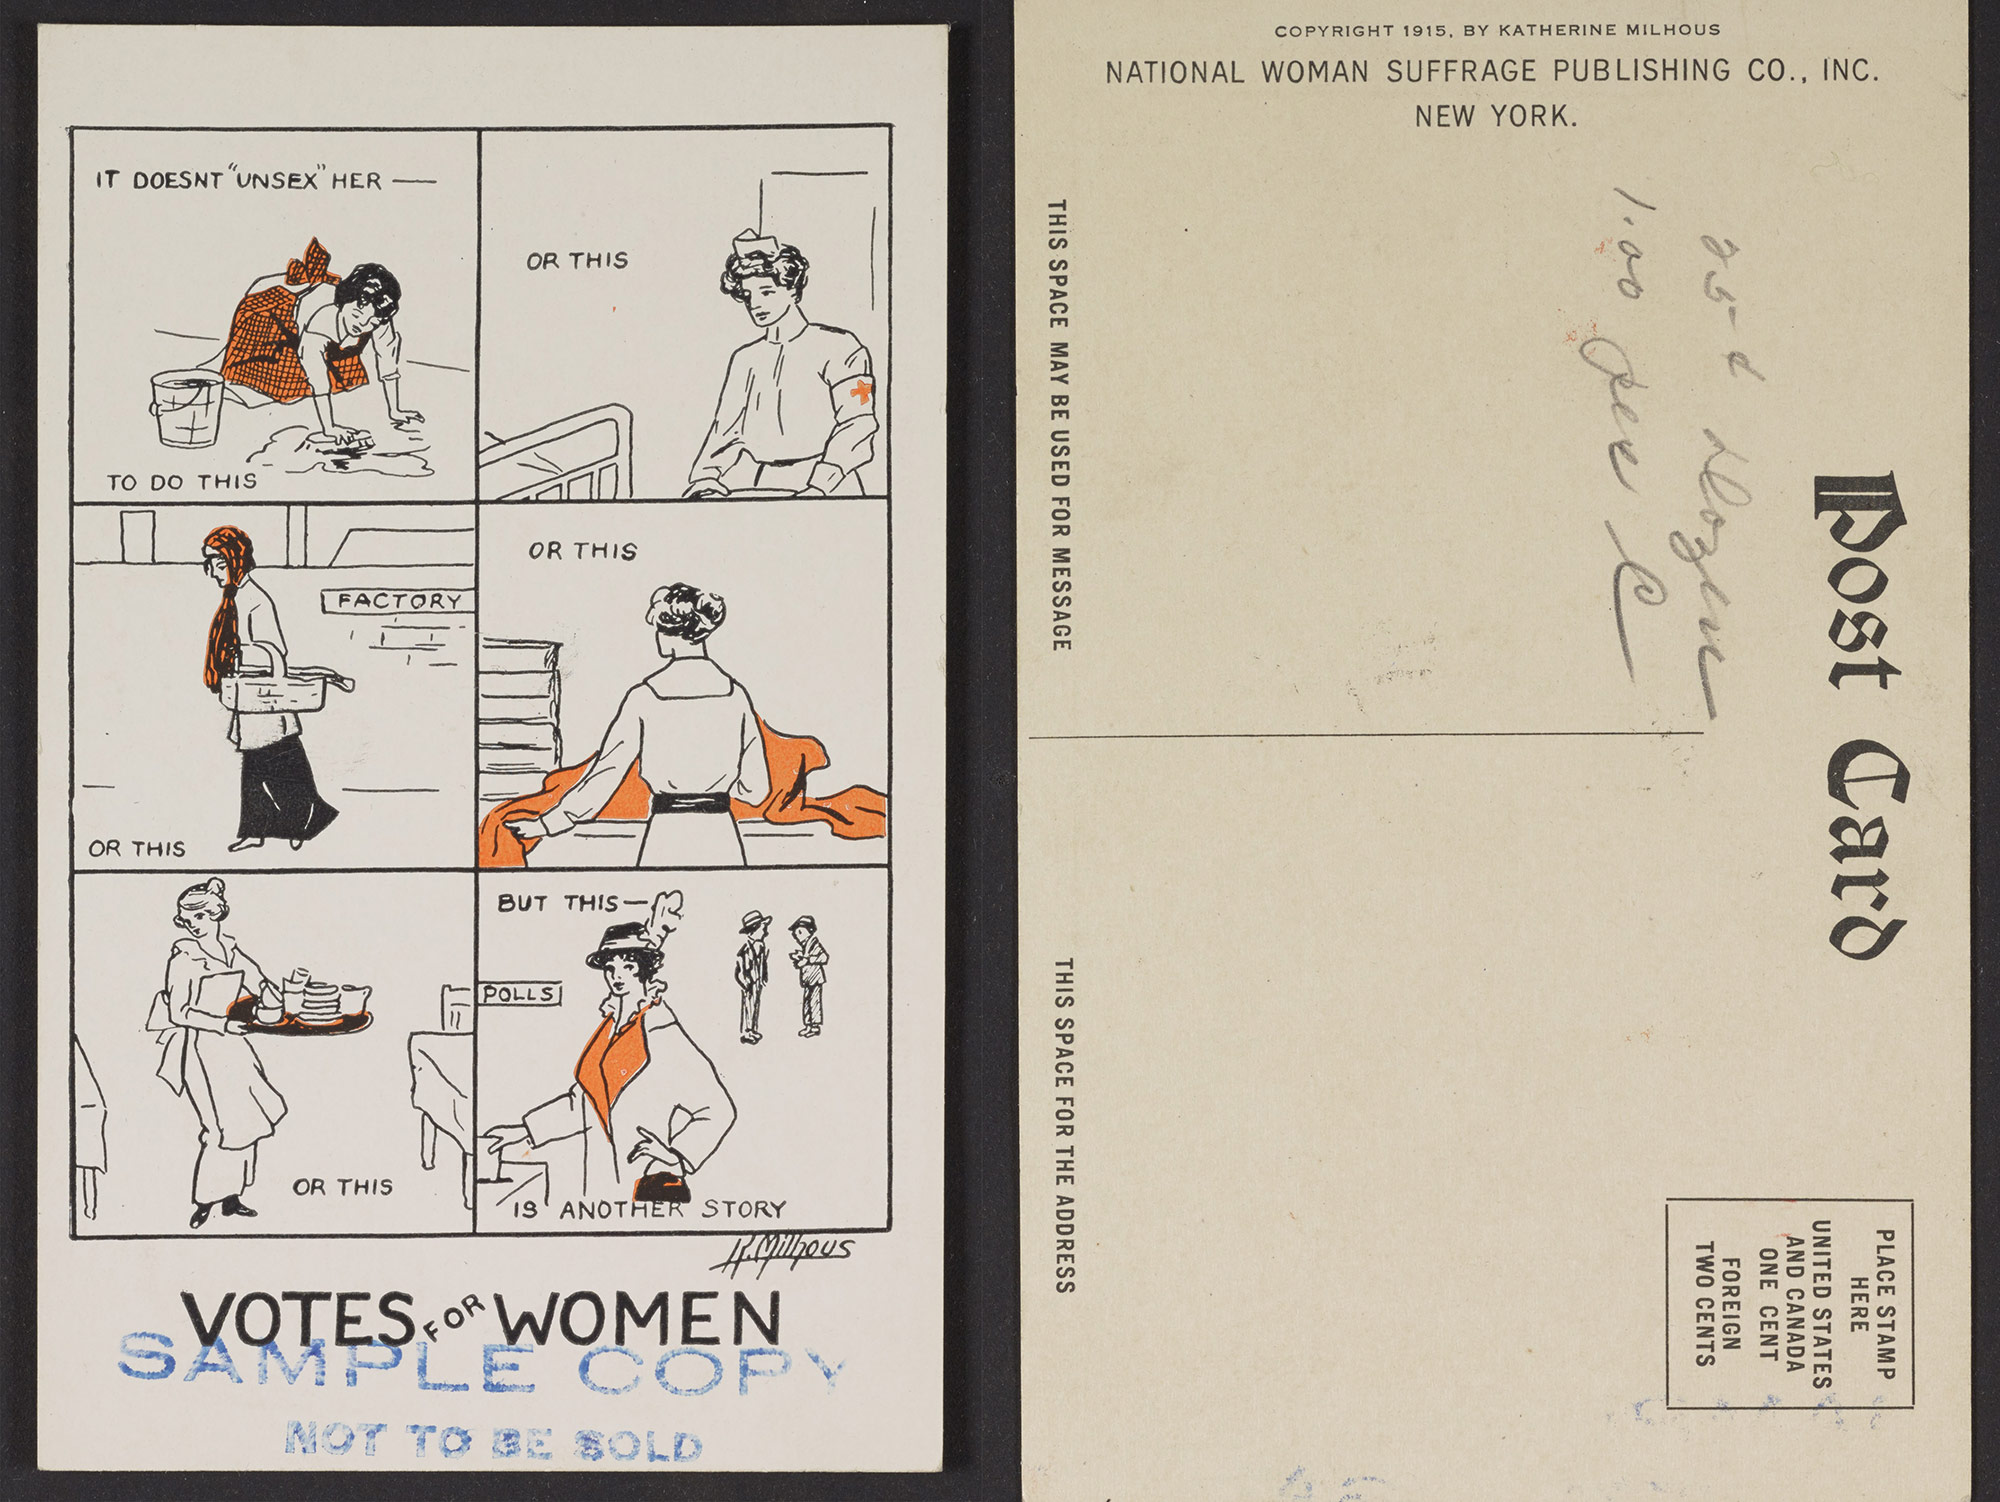 IT DOESNT "UNSEX" HER —
TO DO THIS
OR THIS
FACTORY
OR THIS
OR THIS
OR THIS
BUT THIS —
POLLS
IS ANOTHER STORY
K. Milhous
VOTES FOR WOMEN
SAMPLE COPY
NOT TO BE SOLD
COPYRIGHT 1915, BY KATHERINE MILHOUS
NATIONAL WOMAN SUFFRAGE PUBLISHING CO., INC.
NEW YORK.
Post Card
THIS SPACE MAY BE USED FOR MESSAGE
25¢ Dozen
1.00 per C
THIS SPACE FOR THE ADDRESS
PLACE STAMP
HERE
UNITED STATES
AND CANADA
ONE CENT
FOREIGN
TWO CENTS